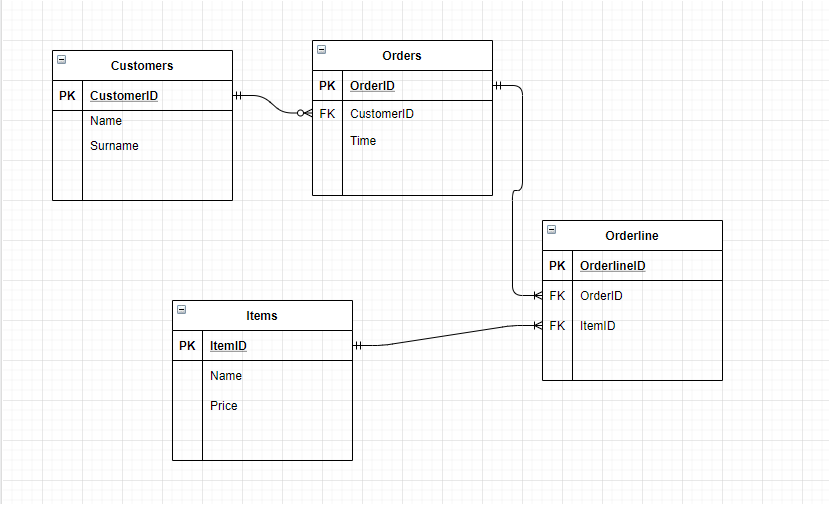 Customers
PK CustomerID
Name
Surname
Orders
PK OrderID
FK CustomerID
Time
Orderline
PK OrderlineID
FK OrderID
FK ItemID
Items
PK ItemID
Name
Price